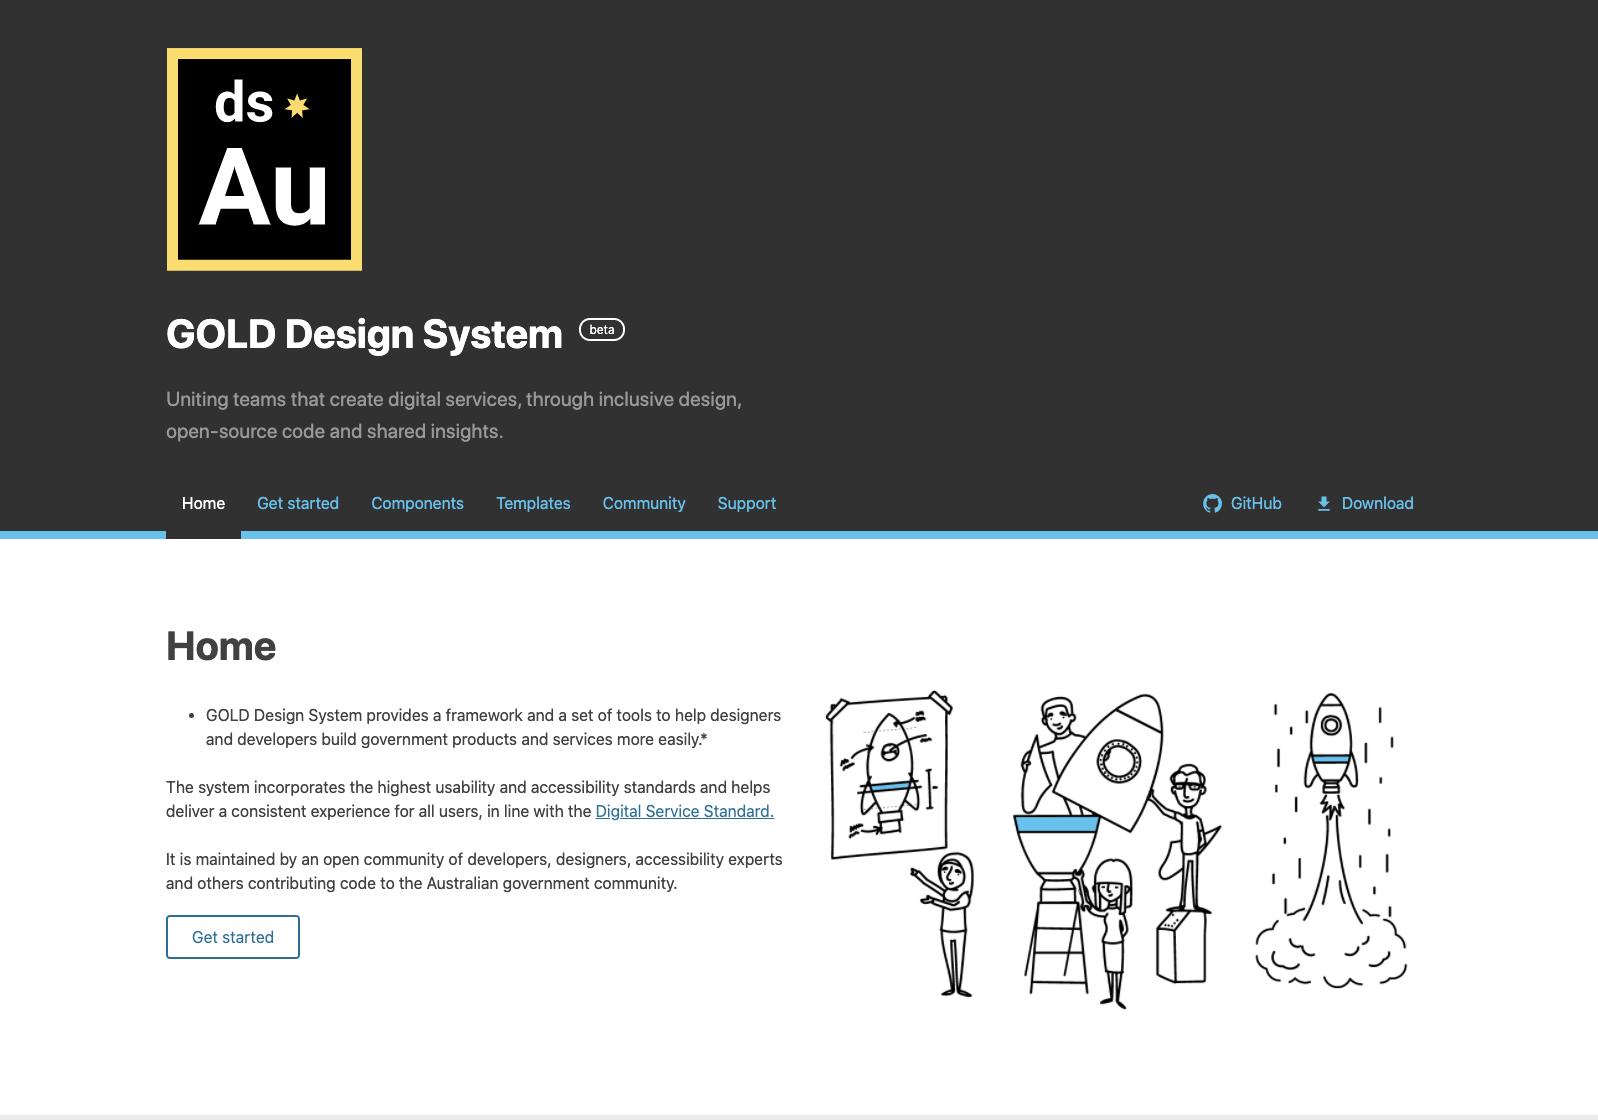 ds
Au
GOLD Design System beta
Uniting teams that create digital services, through inclusive design,
open-source code and shared insights.
Home Get started Components Templates Community Support GitHub Download
Home
• GOLD Design System provides a framework and a set of tools to help designers
and developers build government products and services more easily.*
The system incorporates the highest usability and accessibility standards and helps
deliver a consistent experience for all users, in line with the Digital Service Standard.
It is maintained by an open community of developers, designers, accessibility experts
and others contributing code to the Australian government community.
Get started